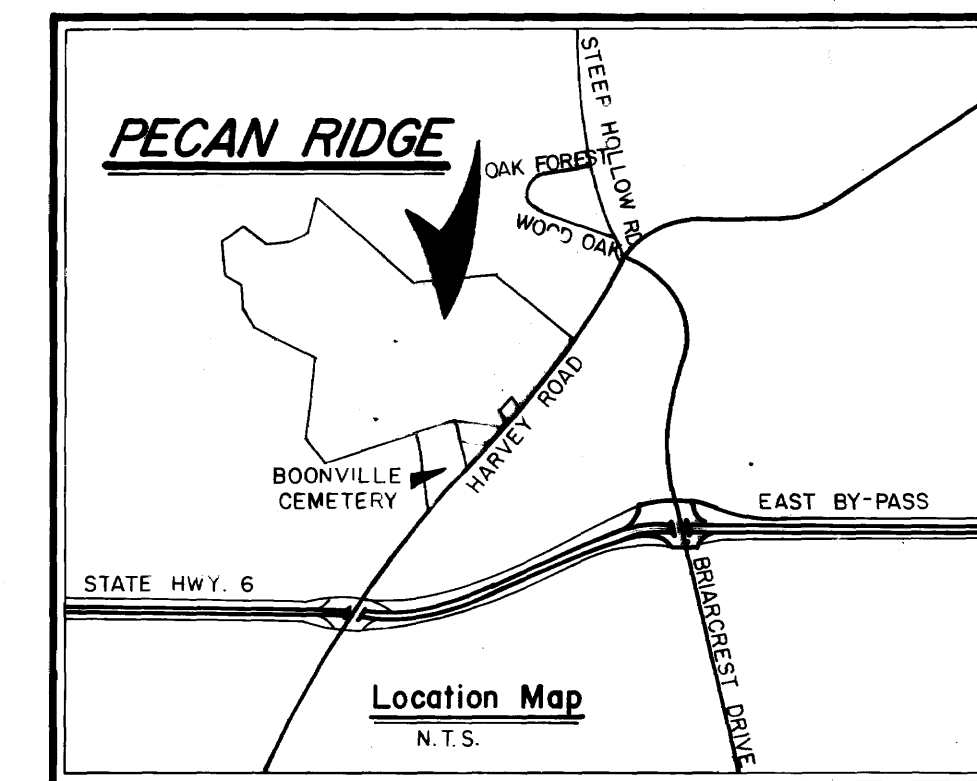 STEEP HOLLOW RD
PECAN RIDGE
OAK FOREST
WOOD OAK
HARVEY ROAD
BOONVILLE
CEMETERY
EAST BY-PASS
STATE HWY. 6
BRIARCREST DRIVE
Location Map
N.T.S.